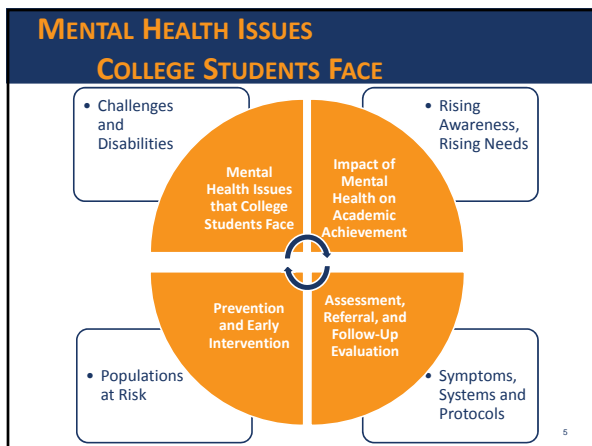 MENTAL HEALTH ISSUES
COLLEGE STUDENTS FACE
• Challenges
and
Disabilities
• Rising
Awareness,
Rising Needs
Mental
Health Issues
that College
Students Face
Impact of
Mental
Health on
Academic
Achievement
Prevention
and Early
Intervention
Assessment,
Referral, and
Follow-Up
Evaluation
• Populations
at Risk
• Symptoms,
Systems and
Protocols
5